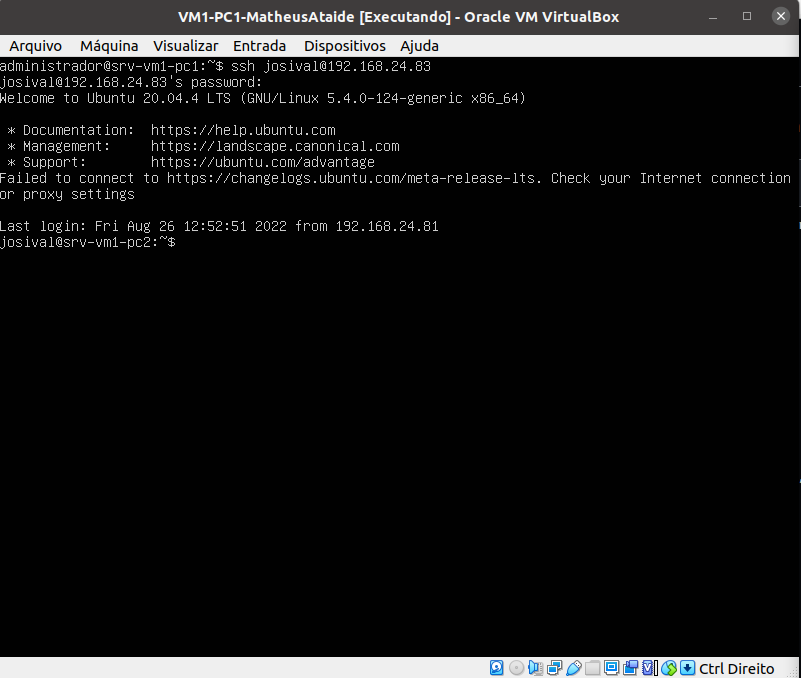 VM1-PC1-MatheusAtaide [Executando] - Oracle VM VirtualBox
Arquivo Máquina Visualizar Entrada Dispositivos Ajuda
administrador@srv-vm1-pc1:~$ ssh josival@192.168.24.83
josival@192.168.24.83's password:
Welcome to Ubuntu 20.04.4 LTS (GNU/Linux 5.4.0-124-generic x86_64)
* Documentation:  https://help.ubuntu.com
* Management:     https://landscape.canonical.com
* Support:        https://ubuntu.com/advantage
Failed to connect to https://changelogs.ubuntu.com/meta-release-lts. Check your Internet connection
or proxy settings
Last login: Fri Aug 26 12:52:51 2022 from 192.168.24.81
josival@srv-vm1-pc2:~$
Ctrl Direito